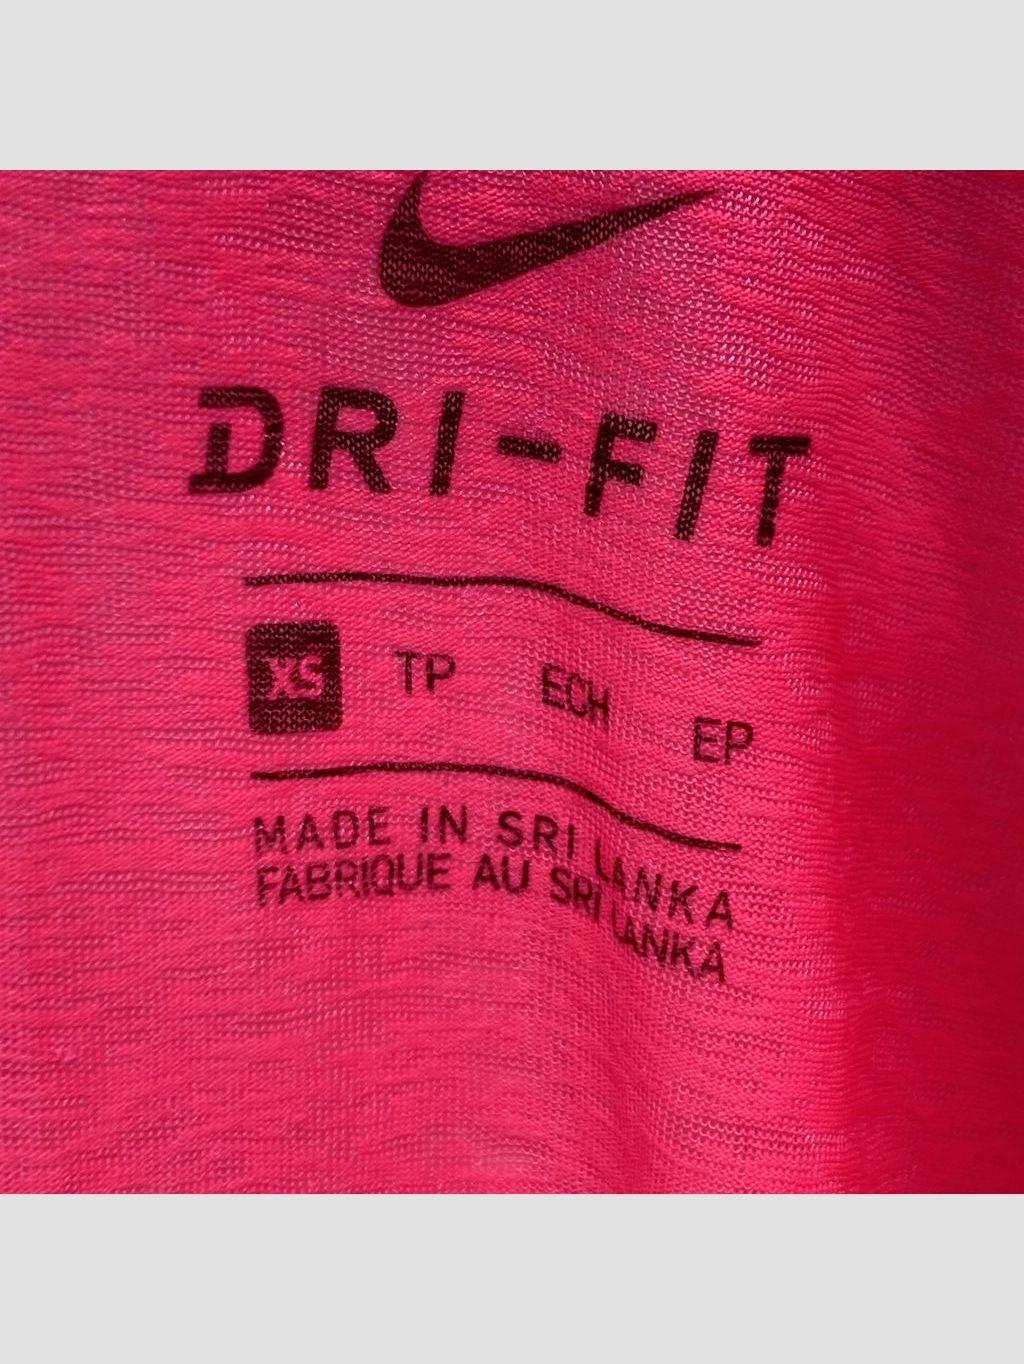 DRI-FIT
XS TP ECH EP
MADE IN SRI LANKA
FABRIQUE AU SRI LANKA